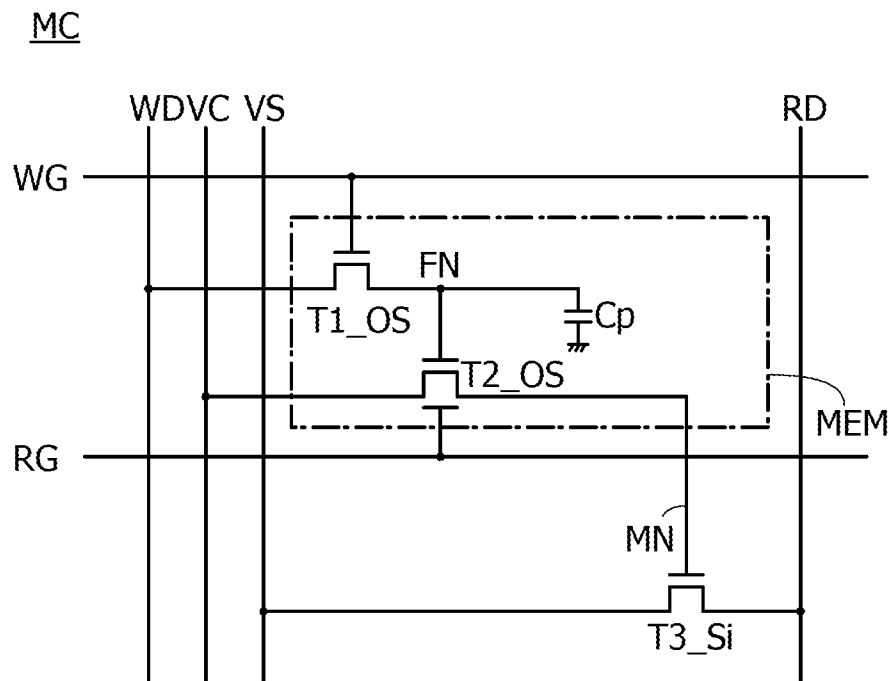 MC
WD VC VS RD
WG
FN
T1_OS
Cp
T2_OS
MEM
RG
MN
T3_Si